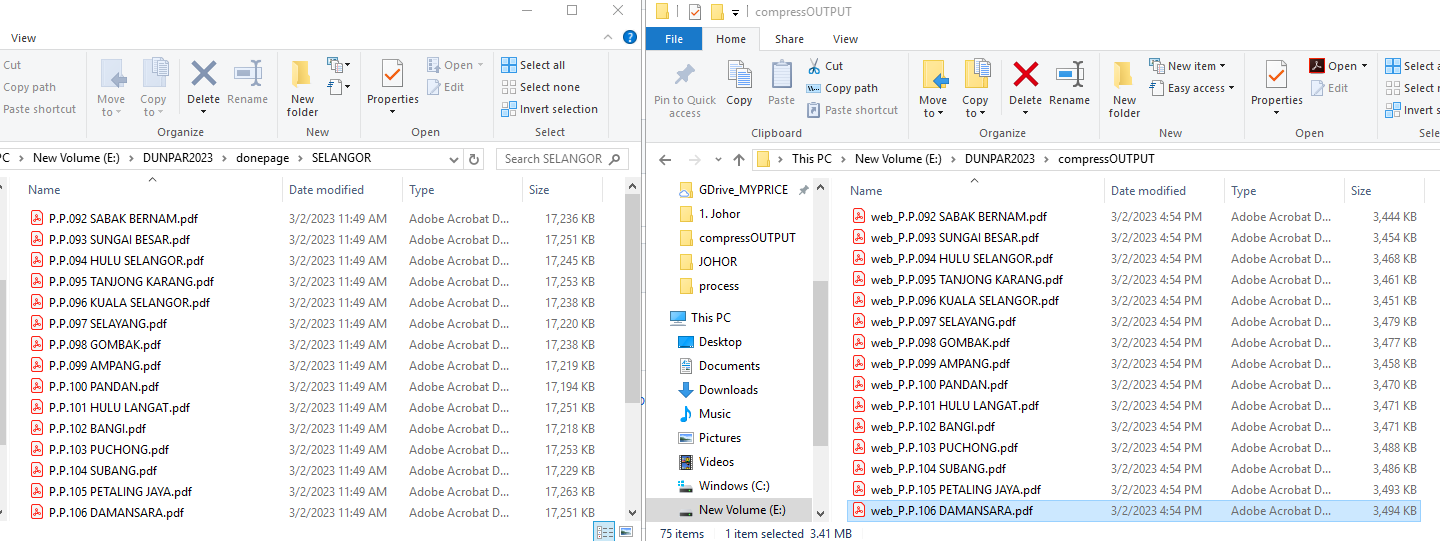 View
Cut
Copy path
Paste shortcut
Move to
Copy to
Delete
Rename
Organize
New folder
New
Properties
Open
Edit
Open
Select all
Select none
Invert selection
Select
PC > New Volume (E:) > DUNPAR2023 > donepage > SELANGOR
Search SELANGOR
Name Date modified Type Size
P.P.092 SABAK BERNAM.pdf 3/2/2023 11:49 AM Adobe Acrobat D... 17,236 KB
P.P.093 SUNGAI BESAR.pdf 3/2/2023 11:49 AM Adobe Acrobat D... 17,251 KB
P.P.094 HULU SELANGOR.pdf 3/2/2023 11:49 AM Adobe Acrobat D... 17,245 KB
P.P.095 TANJONG KARANG.pdf 3/2/2023 11:49 AM Adobe Acrobat D... 17,253 KB
P.P.096 KUALA SELANGOR.pdf 3/2/2023 11:49 AM Adobe Acrobat D... 17,238 KB
P.P.097 SELAYANG.pdf 3/2/2023 11:49 AM Adobe Acrobat D... 17,220 KB
P.P.098 GOMBAK.pdf 3/2/2023 11:49 AM Adobe Acrobat D... 17,238 KB
P.P.099 AMPANG.pdf 3/2/2023 11:49 AM Adobe Acrobat D... 17,219 KB
P.P.100 PANDAN.pdf 3/2/2023 11:49 AM Adobe Acrobat D... 17,194 KB
P.P.101 HULU LANGAT.pdf 3/2/2023 11:49 AM Adobe Acrobat D... 17,251 KB
P.P.102 BANGI.pdf 3/2/2023 11:49 AM Adobe Acrobat D... 17,218 KB
P.P.103 PUCHONG.pdf 3/2/2023 11:49 AM Adobe Acrobat D... 17,253 KB
P.P.104 SUBANG.pdf 3/2/2023 11:49 AM Adobe Acrobat D... 17,229 KB
P.P.105 PETALING JAYA.pdf 3/2/2023 11:49 AM Adobe Acrobat D... 17,263 KB
P.P.106 DAMANSARA.pdf 3/2/2023 11:49 AM Adobe Acrobat D... 17,251 KB
compressOUTPUT
File Home Share View
Pin to Quick access
Copy
Paste
Cut
Copy path
Paste shortcut
Clipboard
Move to
Copy to
Delete
Rename
Organize
New folder
New item
Easy access
New
Properties
Open
Edit
Open
Select a
Select n
Invert s
Sele
This PC > New Volume (E:) > DUNPAR2023 > compressOUTPUT
GDrive_MYPRICE
1. Johor
compressOUTPUT
JOHOR
process
This PC
Desktop
Documents
Downloads
Music
Pictures
Videos
Windows (C:)
New Volume (E:)
Name Date modified Type Size
web_P.P.092 SABAK BERNAM.pdf 3/2/2023 4:54 PM Adobe Acrobat D... 3,444 KB
web_P.P.093 SUNGAI BESAR.pdf 3/2/2023 4:54 PM Adobe Acrobat D... 3,454 KB
web_P.P.094 HULU SELANGOR.pdf 3/2/2023 4:54 PM Adobe Acrobat D... 3,468 KB
web_P.P.095 TANJONG KARANG.pdf 3/2/2023 4:54 PM Adobe Acrobat D... 3,461 KB
web_P.P.096 KUALA SELANGOR.pdf 3/2/2023 4:54 PM Adobe Acrobat D... 3,451 KB
web_P.P.097 SELAYANG.pdf 3/2/2023 4:54 PM Adobe Acrobat D... 3,479 KB
web_P.P.098 GOMBAK.pdf 3/2/2023 4:54 PM Adobe Acrobat D... 3,477 KB
web_P.P.099 AMPANG.pdf 3/2/2023 4:54 PM Adobe Acrobat D... 3,458 KB
web_P.P.100 PANDAN.pdf 3/2/2023 4:54 PM Adobe Acrobat D... 3,470 KB
web_P.P.101 HULU LANGAT.pdf 3/2/2023 4:54 PM Adobe Acrobat D... 3,471 KB
web_P.P.102 BANGI.pdf 3/2/2023 4:54 PM Adobe Acrobat D... 3,471 KB
web_P.P.103 PUCHONG.pdf 3/2/2023 4:54 PM Adobe Acrobat D... 3,488 KB
web_P.P.104 SUBANG.pdf 3/2/2023 4:54 PM Adobe Acrobat D... 3,486 KB
web_P.P.105 PETALING JAYA.pdf 3/2/2023 4:54 PM Adobe Acrobat D... 3,493 KB
web_P.P.106 DAMANSARA.pdf 3/2/2023 4:54 PM Adobe Acrobat D... 3,494 KB
75 items 1 item selected 3.41 MB